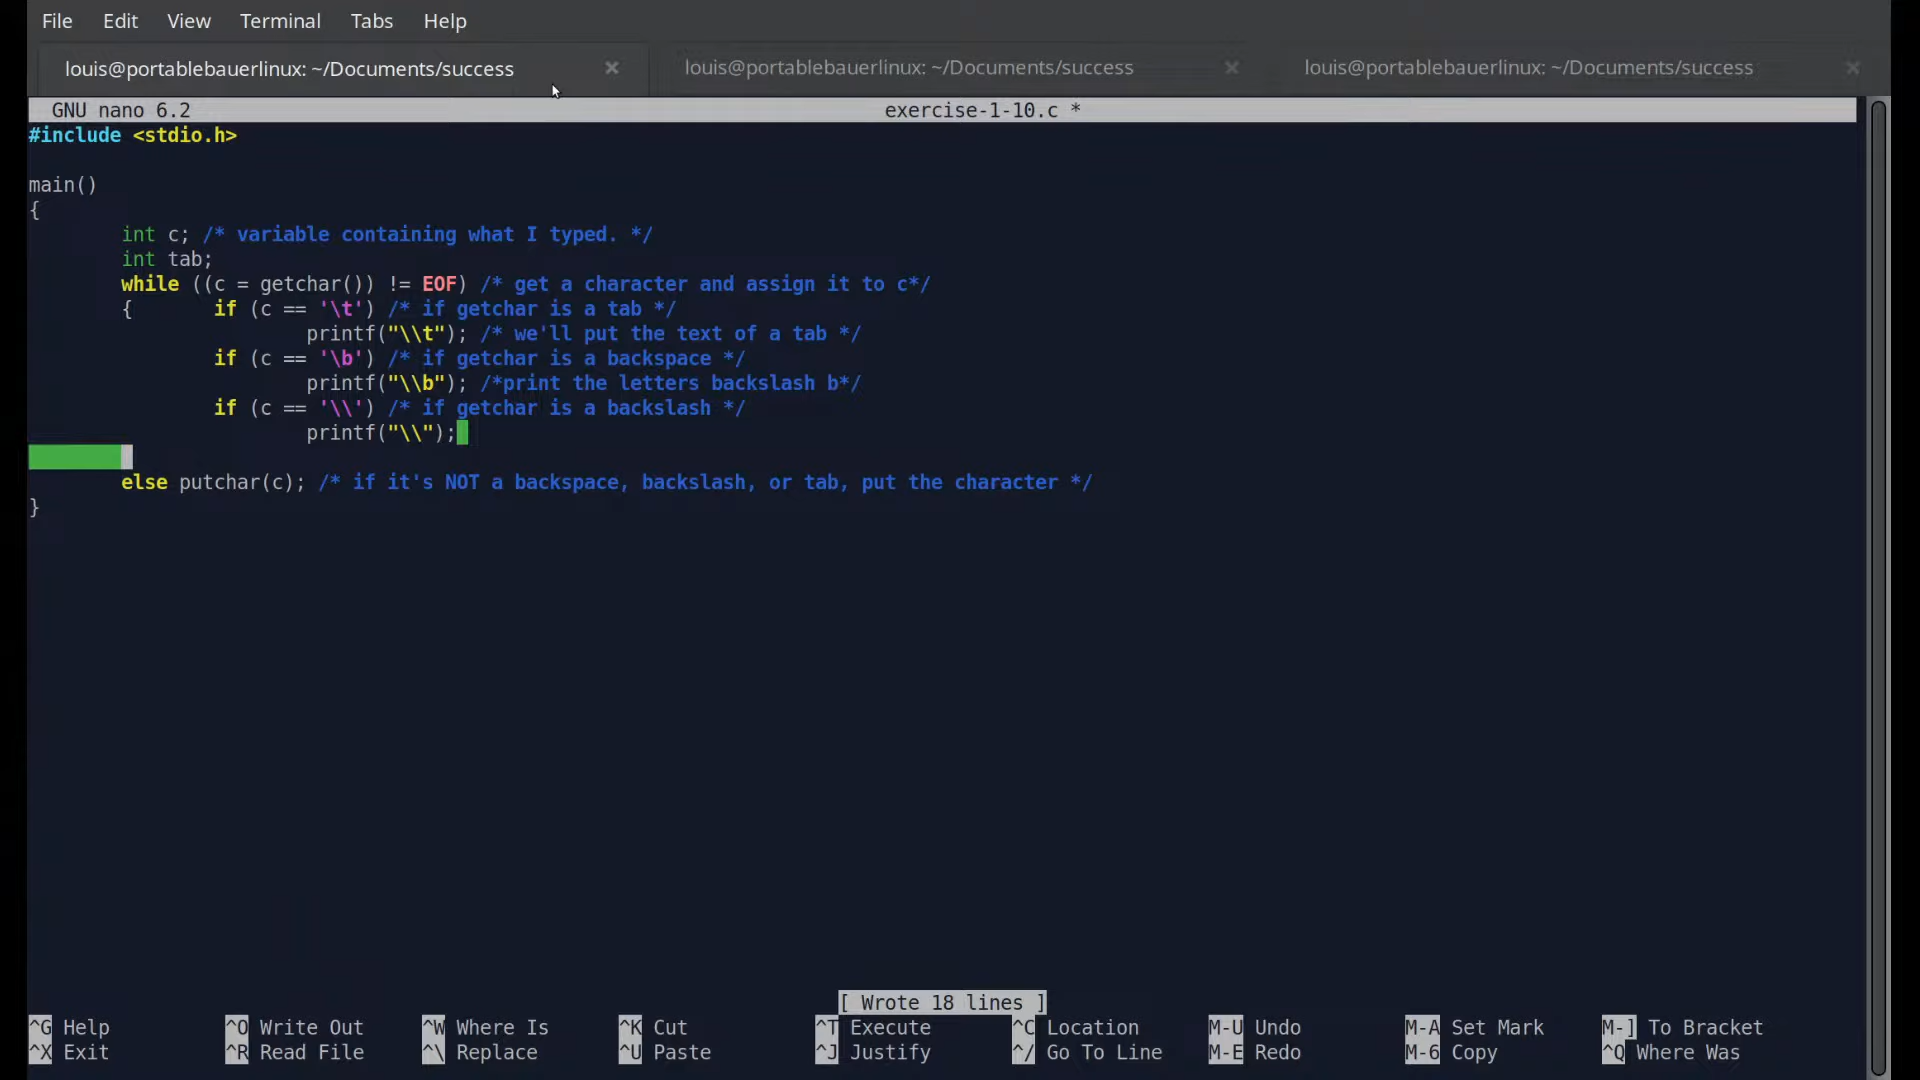 File Edit View Terminal Tabs Help
louis@portablebauerlinux: ~/Documents/success × louis@portablebauerlinux: ~/Documents/success × louis@portablebauerlinux: ~/Documents/success ×
GNU nano 6.2 exercise-1-10.c *
#include <stdio.h>
main()
{
int c; /* variable containing what I typed. */
int tab;
while ((c = getchar()) != EOF) /* get a character and assign it to c*/
{ if (c == '\t') /* if getchar is a tab */
printf("\\t"); /* we'll put the text of a tab */
if (c == '\b') /* if getchar is a backspace */
printf("\\b"); /*print the letters backslash b*/
if (c == '\\') /* if getchar is a backslash */
printf("\\");
else putchar(c); /* if it's NOT a backspace, backslash, or tab, put the character */
}
[ Wrote 18 lines ]
^G Help ^O Write Out ^W Where Is ^K Cut ^T Execute ^C Location M-U Undo M-A Set Mark M-] To Bracket
^X Exit ^R Read File ^\ Replace ^U Paste ^J Justify ^/ Go To Line M-E Redo M-6 Copy ^Q Where Was